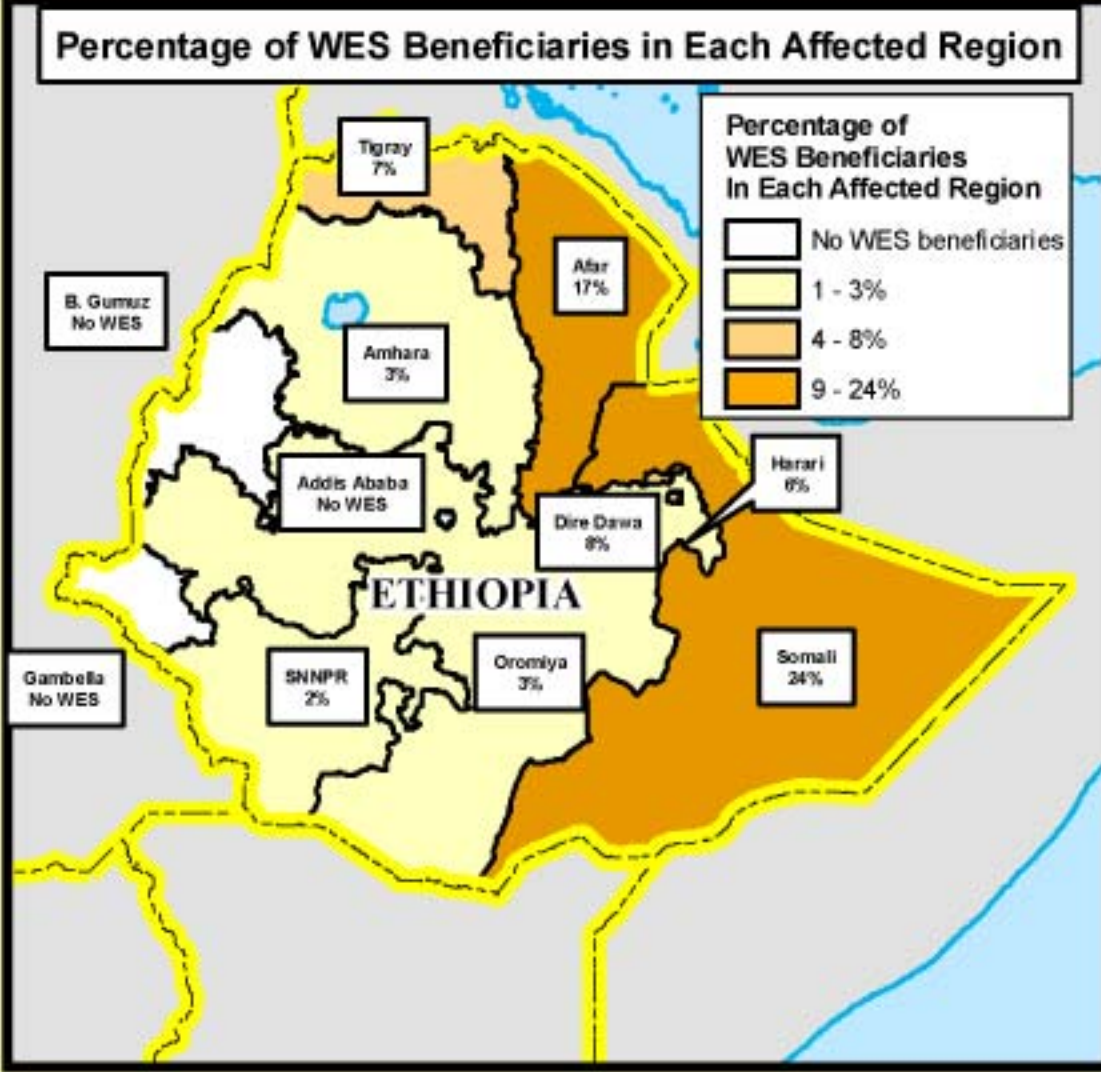 Percentage of WES Beneficiaries in Each Affected Region
Percentage of
WES Beneficiaries
In Each Affected Region
No WES beneficiaries
1 - 3%
4 - 8%
9 - 24%
Tigray
7%
Afar
17%
B. Gumuz
No WES
Amhara
3%
Harari
6%
Addis Ababa
No WES
Dire Dawa
8%
ETHIOPIA
Gambella
No WES
SNNPR
2%
Oromiya
3%
Somali
24%